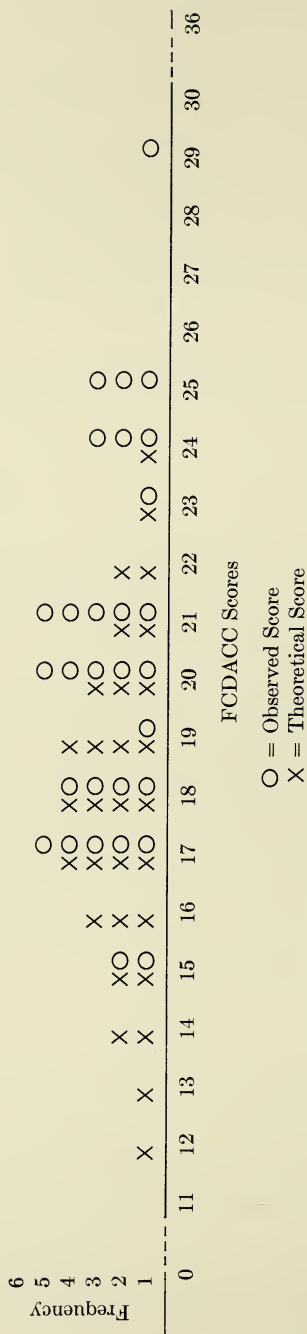 Frequency
6
5
4
3
2
1
0 11 12 13 14 15 16 17 18 19 20 21 22 23 24 25 26 27 28 29 30 36
FCDACC Scores
O = Observed Score
X = Theoretical Score